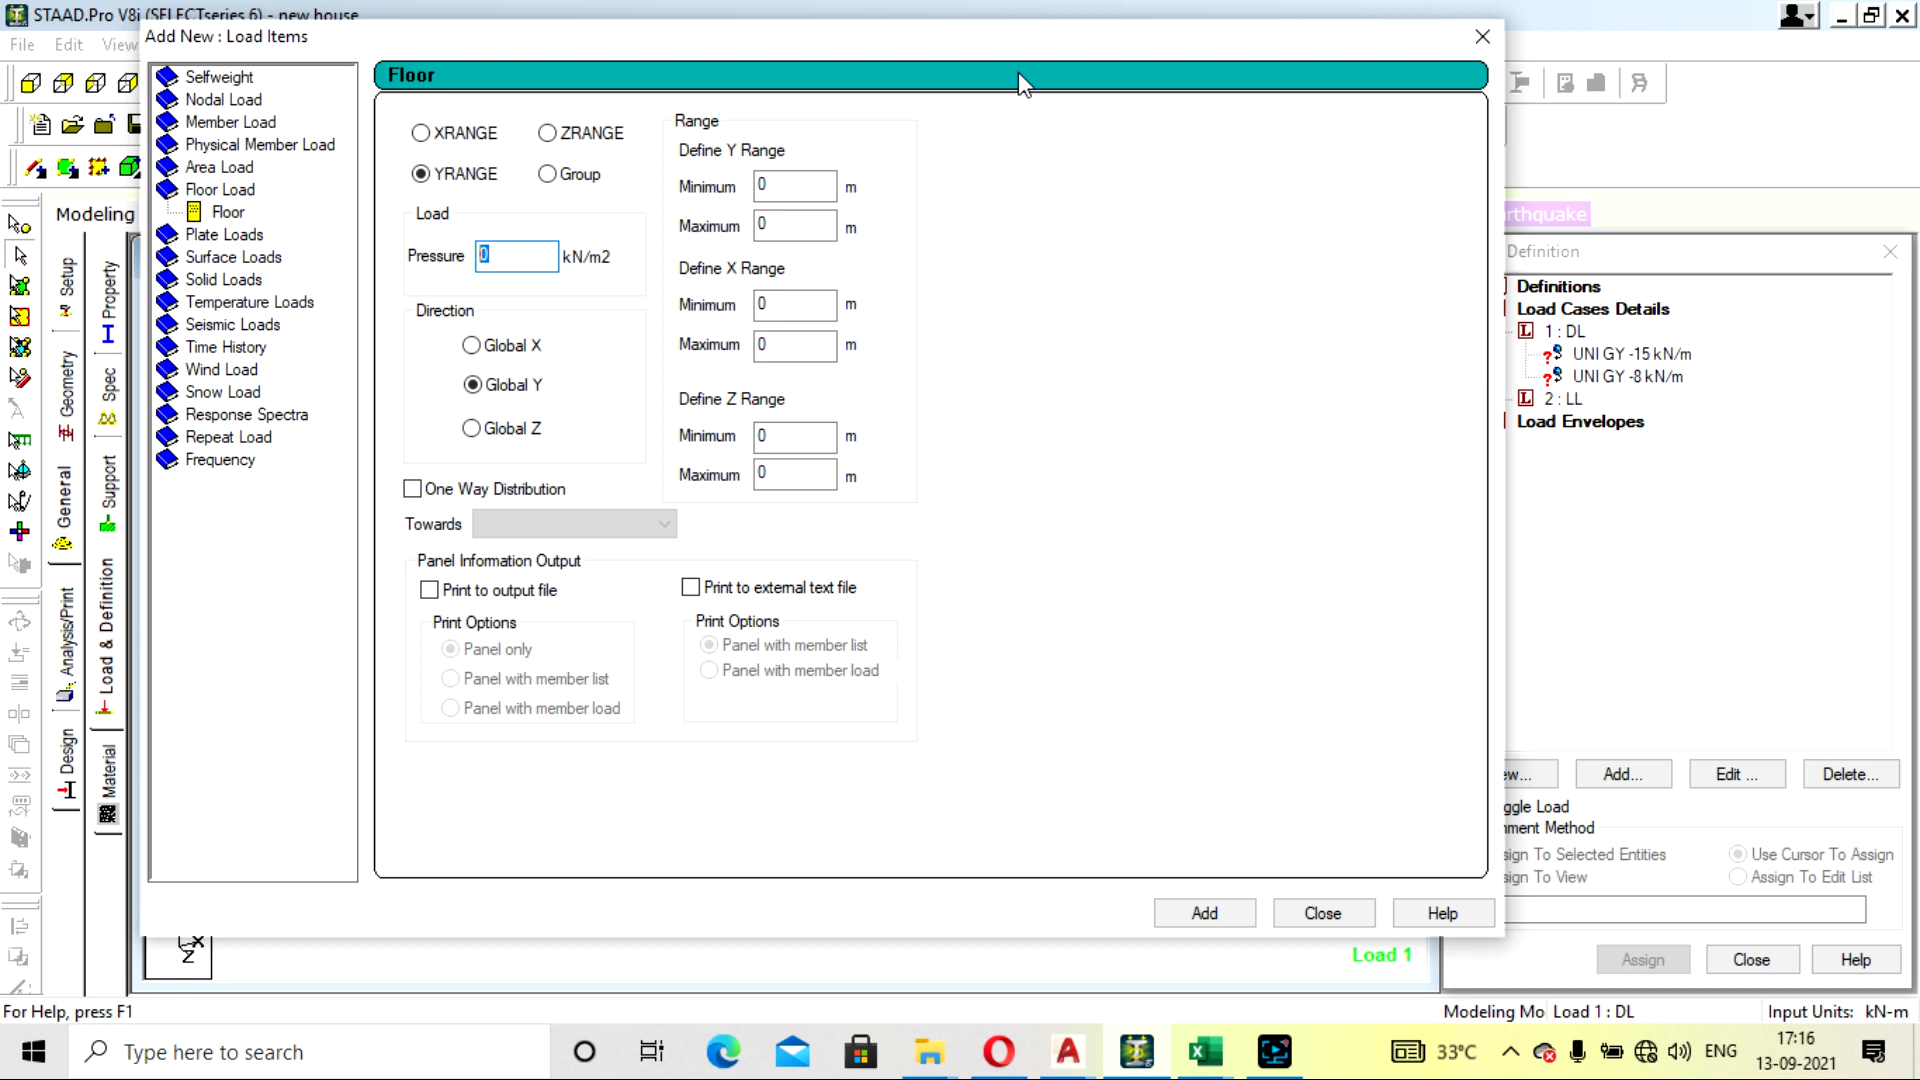 STAAD.Pro V8i (SELECTseries 6) - new house
File Edit View
Add New : Load Items
Selfweight
Nodal Load
Member Load
Physical Member Load
Area Load
Floor Load
Floor
Plate Loads
Surface Loads
Solid Loads
Temperature Loads
Seismic Loads
Time History
Wind Load
Snow Load
Response Spectra
Repeat Load
Frequency
Floor
XRANGE ZRANGE
YRANGE Group
Load
Pressure 0 kN/m2
Direction
Global X
Global Y
Global Z
One Way Distribution
Towards
Range
Define Y Range
Minimum 0 m
Maximum 0 m
Define X Range
Minimum 0 m
Maximum 0 m
Define Z Range
Minimum 0 m
Maximum 0 m
Panel Information Output
Print to output file
Print Options
Panel only
Panel with member list
Panel with member load
Print to external text file
Print Options
Panel with member list
Panel with member load
Add Close Help
Modeling
Setup
Geometry
General
Analysis/Print
Design
Property
Spec
Support
Load & Definition
Material
rthquake
Definition
Definitions
Load Cases Details
L 1 : DL
UNI GY -15 kN/m
UNI GY -8 kN/m
L 2 : LL
Load Envelopes
ew... Add... Edit ... Delete...
ggle Load
nment Method
sign To Selected Entities Use Cursor To Assign
sign To View Assign To Edit List
Assign Close Help
X
Z
Load 1
For Help, press F1
Modeling Mo Load 1 : DL Input Units: kN-m
Type here to search
33°C ENG
17:16
13-09-2021